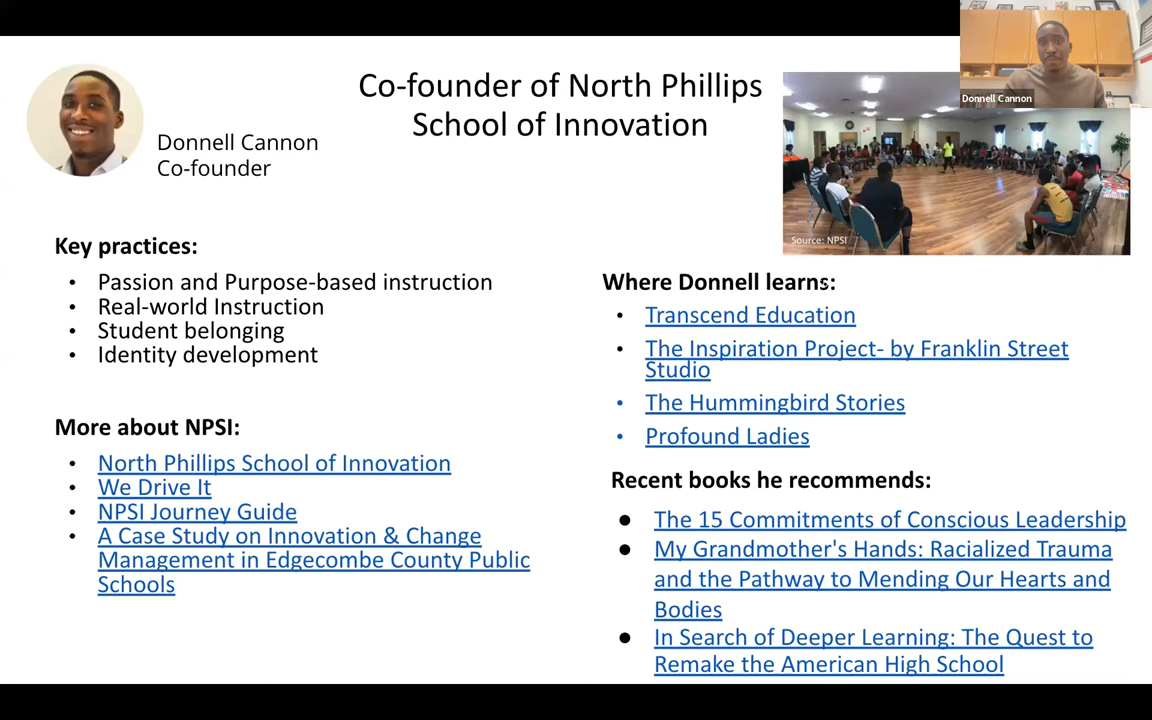 Co-founder of North Phillips
School of Innovation
Donnell Cannon
Donnell Cannon
Co-founder
Source: NPSI
Key practices:
• Passion and Purpose-based instruction
• Real-world Instruction
• Student belonging
• Identity development
More about NPSI:
• North Phillips School of Innovation
• We Drive It
• NPSI Journey Guide
• A Case Study on Innovation & Change
Management in Edgecombe County Public
Schools
Where Donnell learns:
• Transcend Education
• The Inspiration Project- by Franklin Street
Studio
• The Hummingbird Stories
• Profound Ladies
Recent books he recommends:
● The 15 Commitments of Conscious Leadership
● My Grandmother's Hands: Racialized Trauma
and the Pathway to Mending Our Hearts and
Bodies
● In Search of Deeper Learning: The Quest to
Remake the American High School